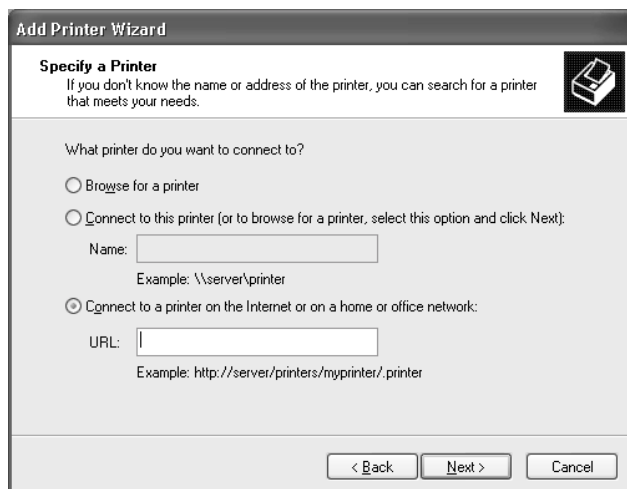 Add Printer Wizard
Specify a Printer
If you don't know the name or address of the printer, you can search for a printer
that meets your needs.
What printer do you want to connect to?
Browse for a printer
Connect to this printer (or to browse for a printer, select this option and click Next):
Name:
Example: \\server\printer
Connect to a printer on the Internet or on a home or office network:
URL:
Example: http://server/printers/myprinter/.printer
< Back Next > Cancel